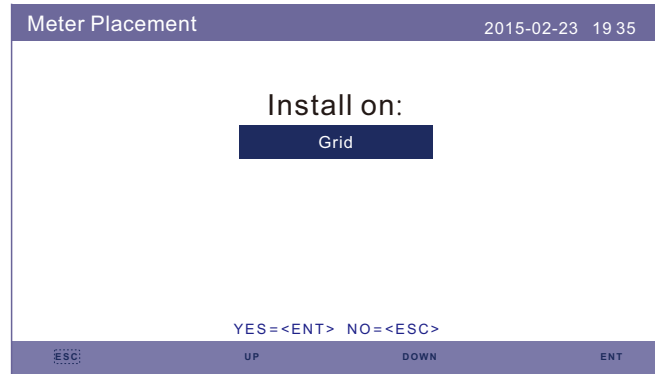 Meter Placement 2015-02-23 19 35
Install on:
Grid
YES=<ENT> NO=<ESC>
ESC UP DOWN ENT